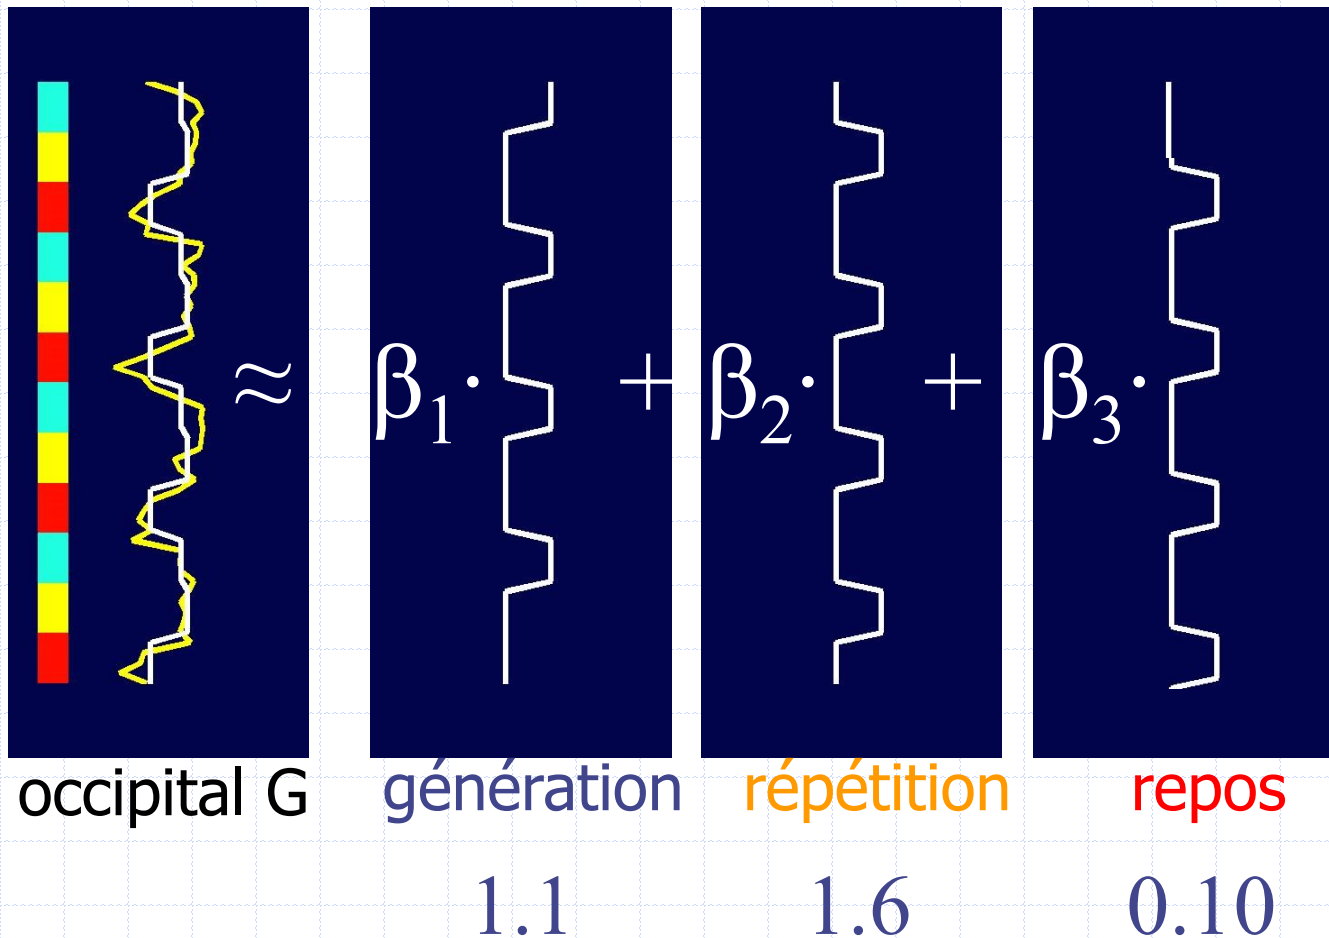 ≈ β₁· + β₂· + β₃·
occipital G génération répétition repos
1.1 1.6 0.10